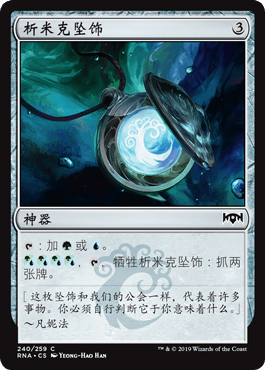 析米克坠饰 3
神器
:加或。
,,牺牲析米克坠饰:抓两
张牌。
[这枚坠饰和我们的公会一样,代表着许多
事物。你必须自行判断它于你意味着什么。]
~凡妮法
240/259 C
RNA • CS Yeong-Hao Han
™ & © 2019 Wizards of the Coast